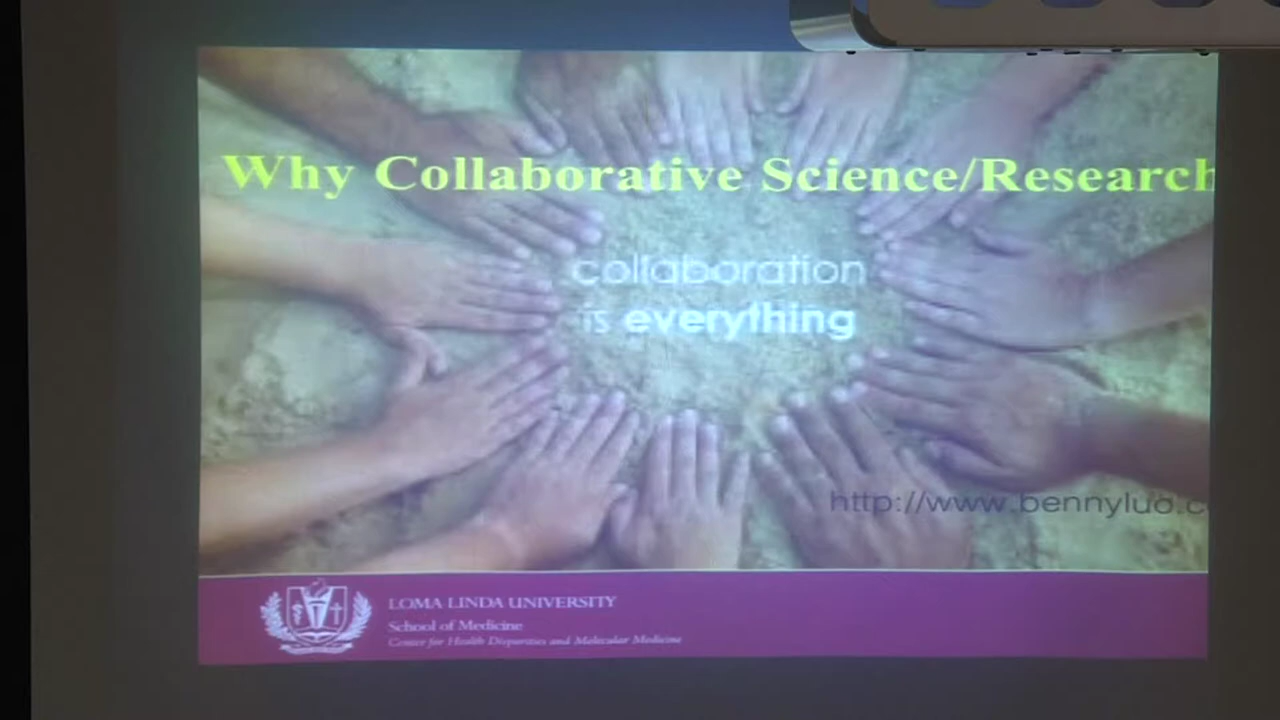 Why Collaborative Science/Research
collaboration
is everything
http://www.bennyluo.c
LOMA LINDA UNIVERSITY
School of Medicine
Center for Health Disparities and Molecular Medicine